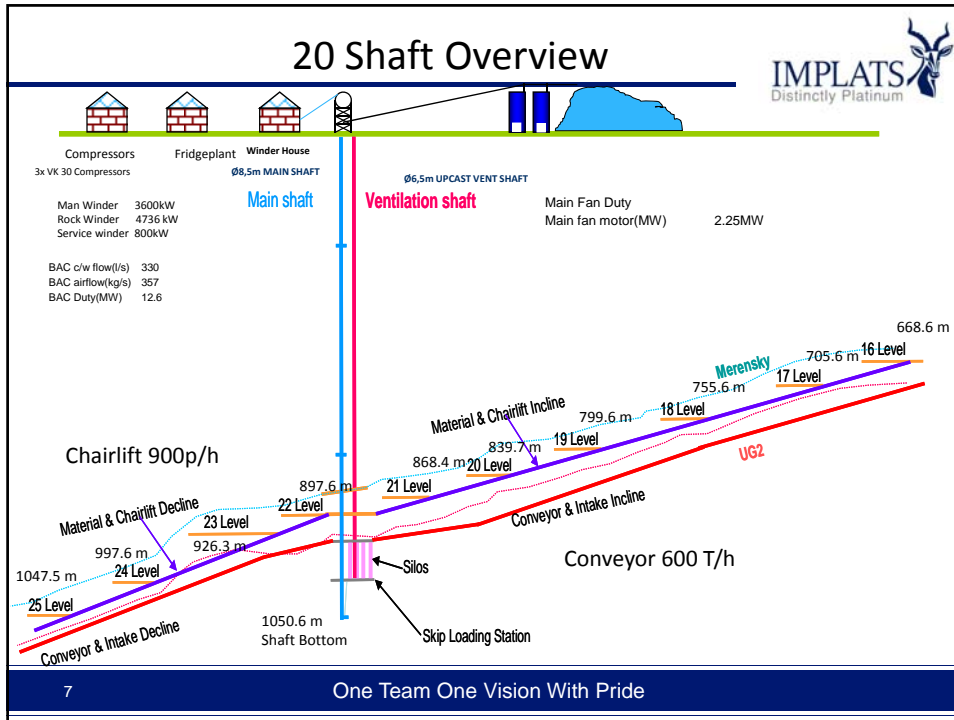 20 Shaft Overview
IMPLATS
Distinctly Platinum
Compressors
Fridgeplant
Winder House
3x VK 30 Compressors
Ø8,5m MAIN SHAFT
Ø6,5m UPCAST VENT SHAFT
Main shaft
Ventilation shaft
Man Winder 3600kW
Rock Winder 4736 kW
Service winder 800kW
Main Fan Duty
Main fan motor(MW) 2.25MW
BAC c/w flow(l/s) 330
BAC airflow(kg/s) 357
BAC Duty(MW) 12.6
668.6 m
16 Level
705.6 m
17 Level
Merensky
755.6 m
18 Level
799.6 m
19 Level
Material & Chairlift Incline
839.7 m
20 Level
UG2
868.4 m
21 Level
Chairlift 900p/h
897.6 m
22 Level
Material & Chairlift Decline
23 Level
926.3 m
Conveyor & Intake Incline
997.6 m
24 Level
Conveyor 600 T/h
Silos
1047.5 m
25 Level
1050.6 m
Shaft Bottom
Skip Loading Station
Conveyor & Intake Decline
7
One Team One Vision With Pride